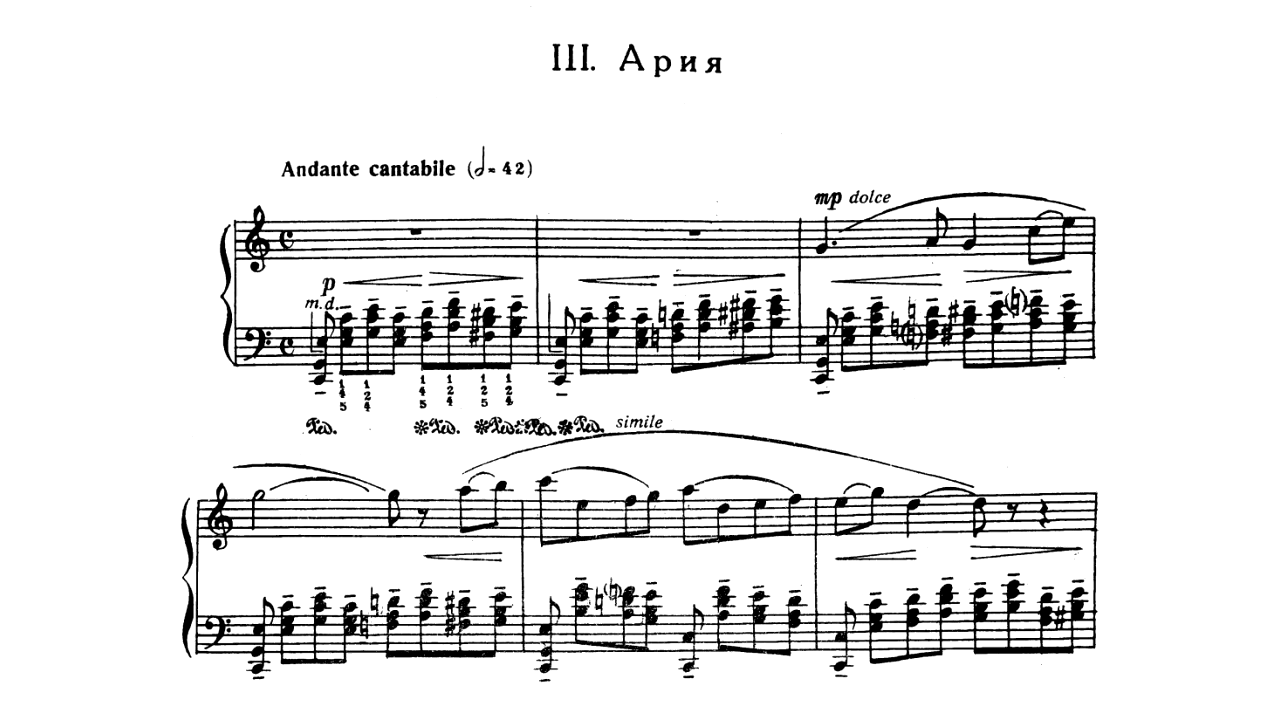 III. Ария
Andante cantabile (𝅗𝅥 = 42)
mp dolce
p
m.d.
1 1 1 1 1 1
4 2 4 2 2 2
5 4 5 4 5 4
Ped. * Ped. * Ped. * Ped. * Ped. simile